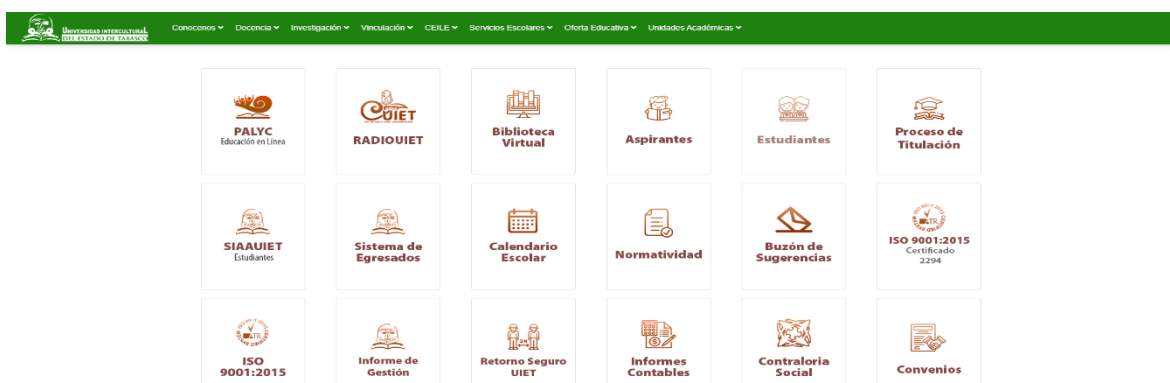 UNIVERSIDAD INTERCULTURAL
DEL ESTADO DE TABASCO
Conocenos Docencia Investigación Vinculación CEILE Servicios Escolares Oferta Educativa Unidades Académicas
PALYC
Educación en Línea
CUIET
RADIOUIET
Biblioteca
Virtual
Aspirantes
Estudiantes
Proceso de
Titulación
SIAAUIET
Estudiantes
Sistema de
Egresados
Calendario
Escolar
Normatividad
Buzón de
Sugerencias
ISO 9001:2015
Certificado
2294
ISO
9001:2015
Informe de
Gestión
Retorno Seguro
UIET
Informes
Contables
Contraloria
Social
Convenios